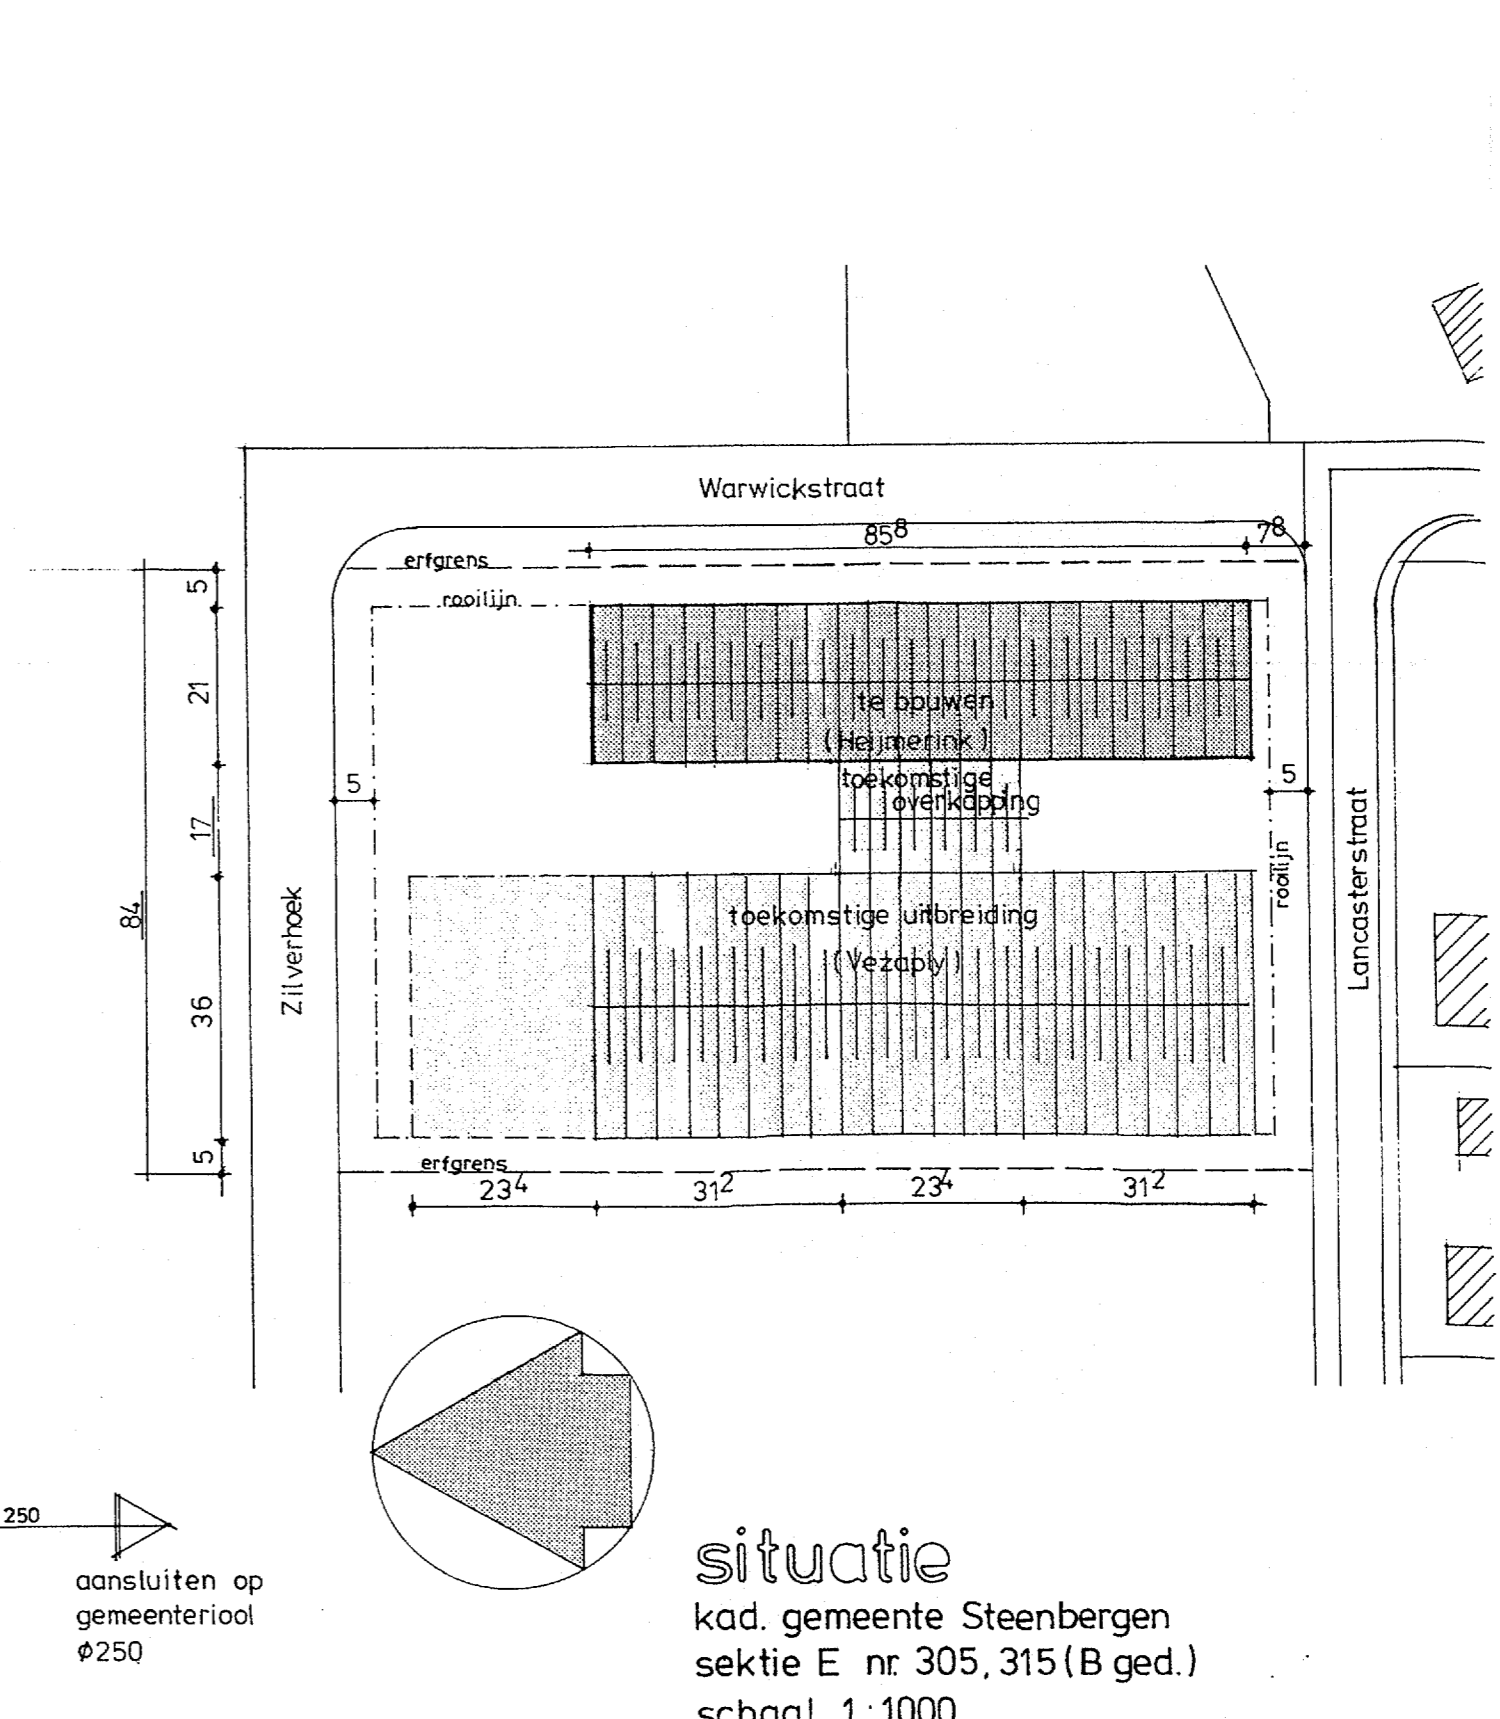 Warwickstraat
85⁸
7⁸
erfgrens
5
rooilijn
21
te bouwen
(Heijmerink)
toekomstige
overkapping
5
5
17
rooilijn
Lancasterstraat
84
Zilverhoek
toekomstige uitbreiding
(Vezaply)
36
5
erfgrens
23⁴
31²
23⁴
31²
250
aansluiten op
gemeenteriool
ϕ250
situatie
kad. gemeente Steenbergen
sektie E nr. 305, 315 (B ged.)
schaal 1:1000